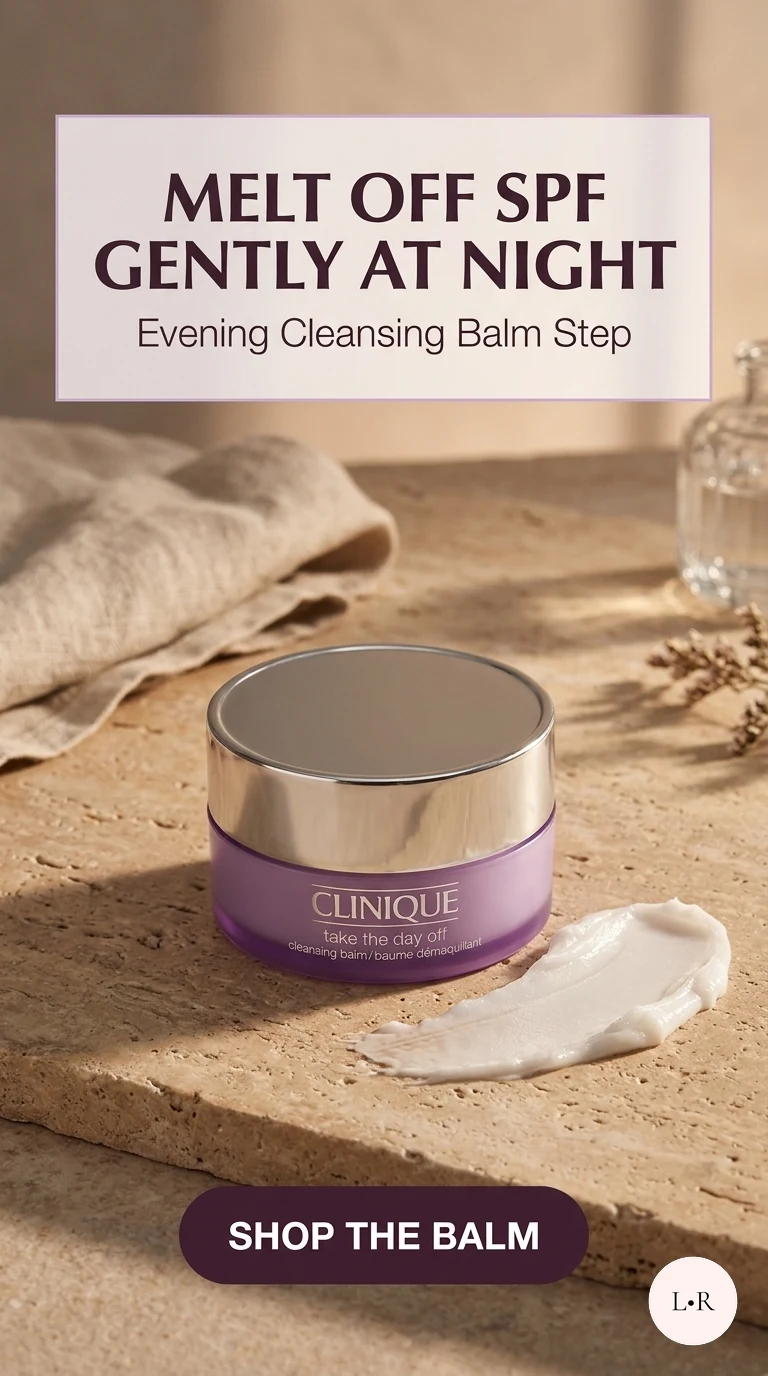 MELT OFF SPF
GENTLY AT NIGHT
Evening Cleansing Balm Step
CLINIQUE
take the day off
cleansing balm/baume démaquillant
SHOP THE BALM
L•R